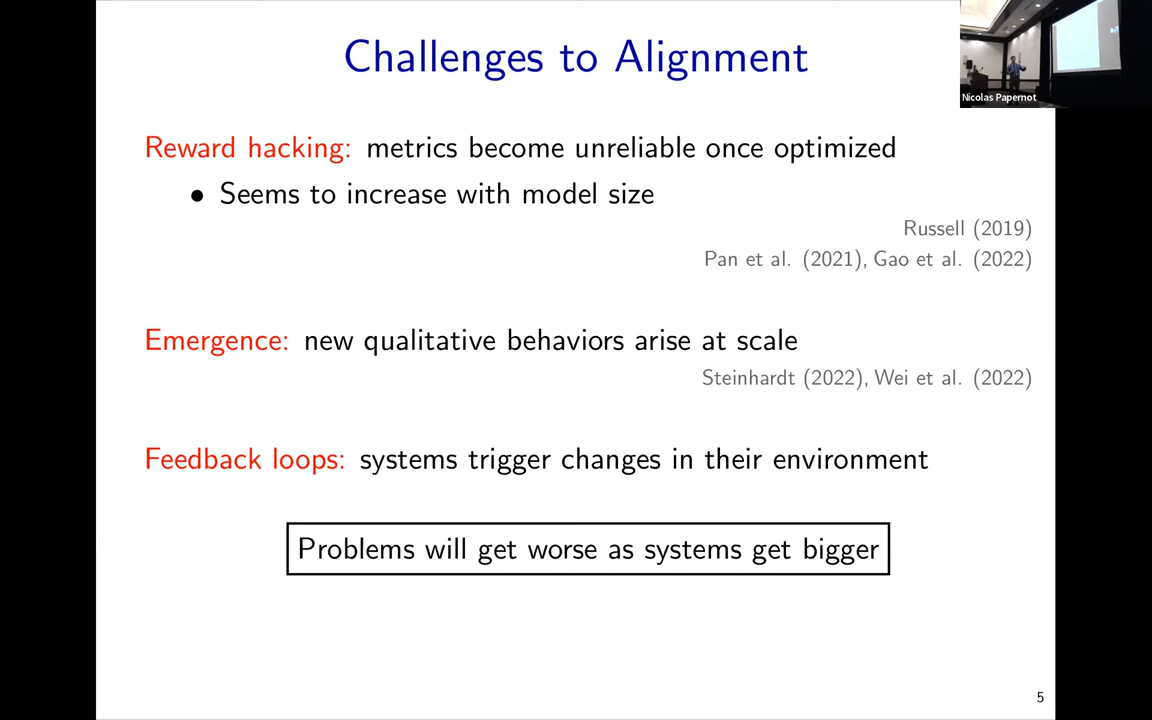 Challenges to Alignment
Nicolas Papernot
Reward hacking: metrics become unreliable once optimized
• Seems to increase with model size
Russell (2019)
Pan et al. (2021), Gao et al. (2022)
Emergence: new qualitative behaviors arise at scale
Steinhardt (2022), Wei et al. (2022)
Feedback loops: systems trigger changes in their environment
Problems will get worse as systems get bigger
5